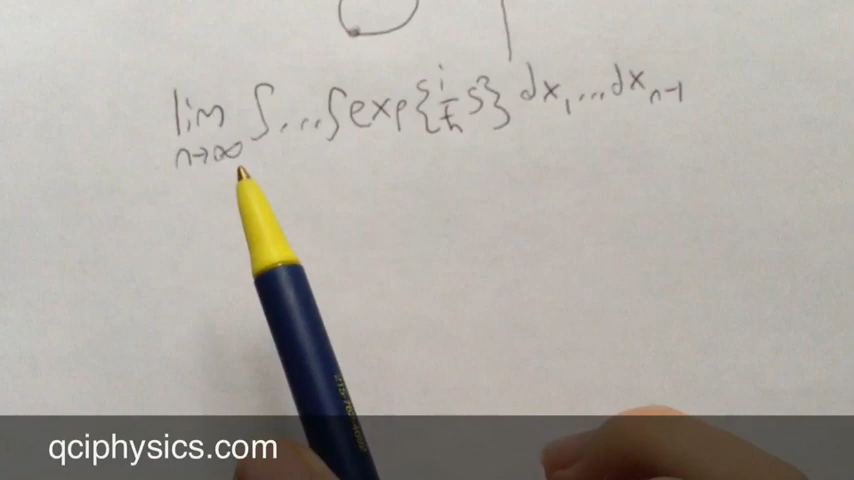 lim ∫...∫exp{i/ħ S} dx₁...dxₙ₋₁
n→∞
qciphysics.com